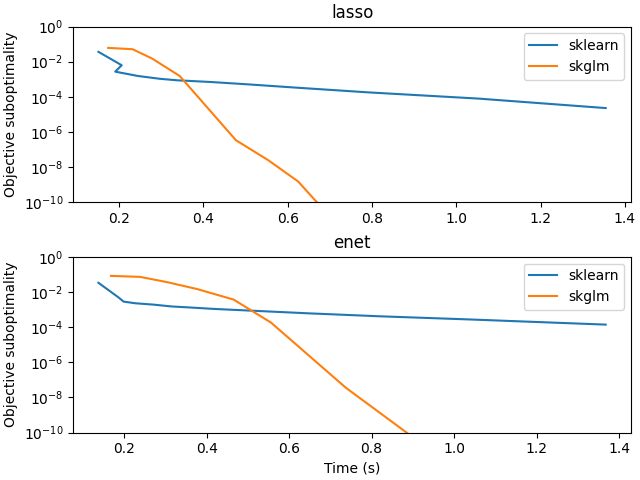 lasso
Objective suboptimality
10^0
10^-2
10^-4
10^-6
10^-8
10^-10
sklearn
skglm
0.2 0.4 0.6 0.8 1.0 1.2 1.4
enet
Objective suboptimality
10^0
10^-2
10^-4
10^-6
10^-8
10^-10
sklearn
skglm
0.2 0.4 0.6 0.8 1.0 1.2 1.4
Time (s)